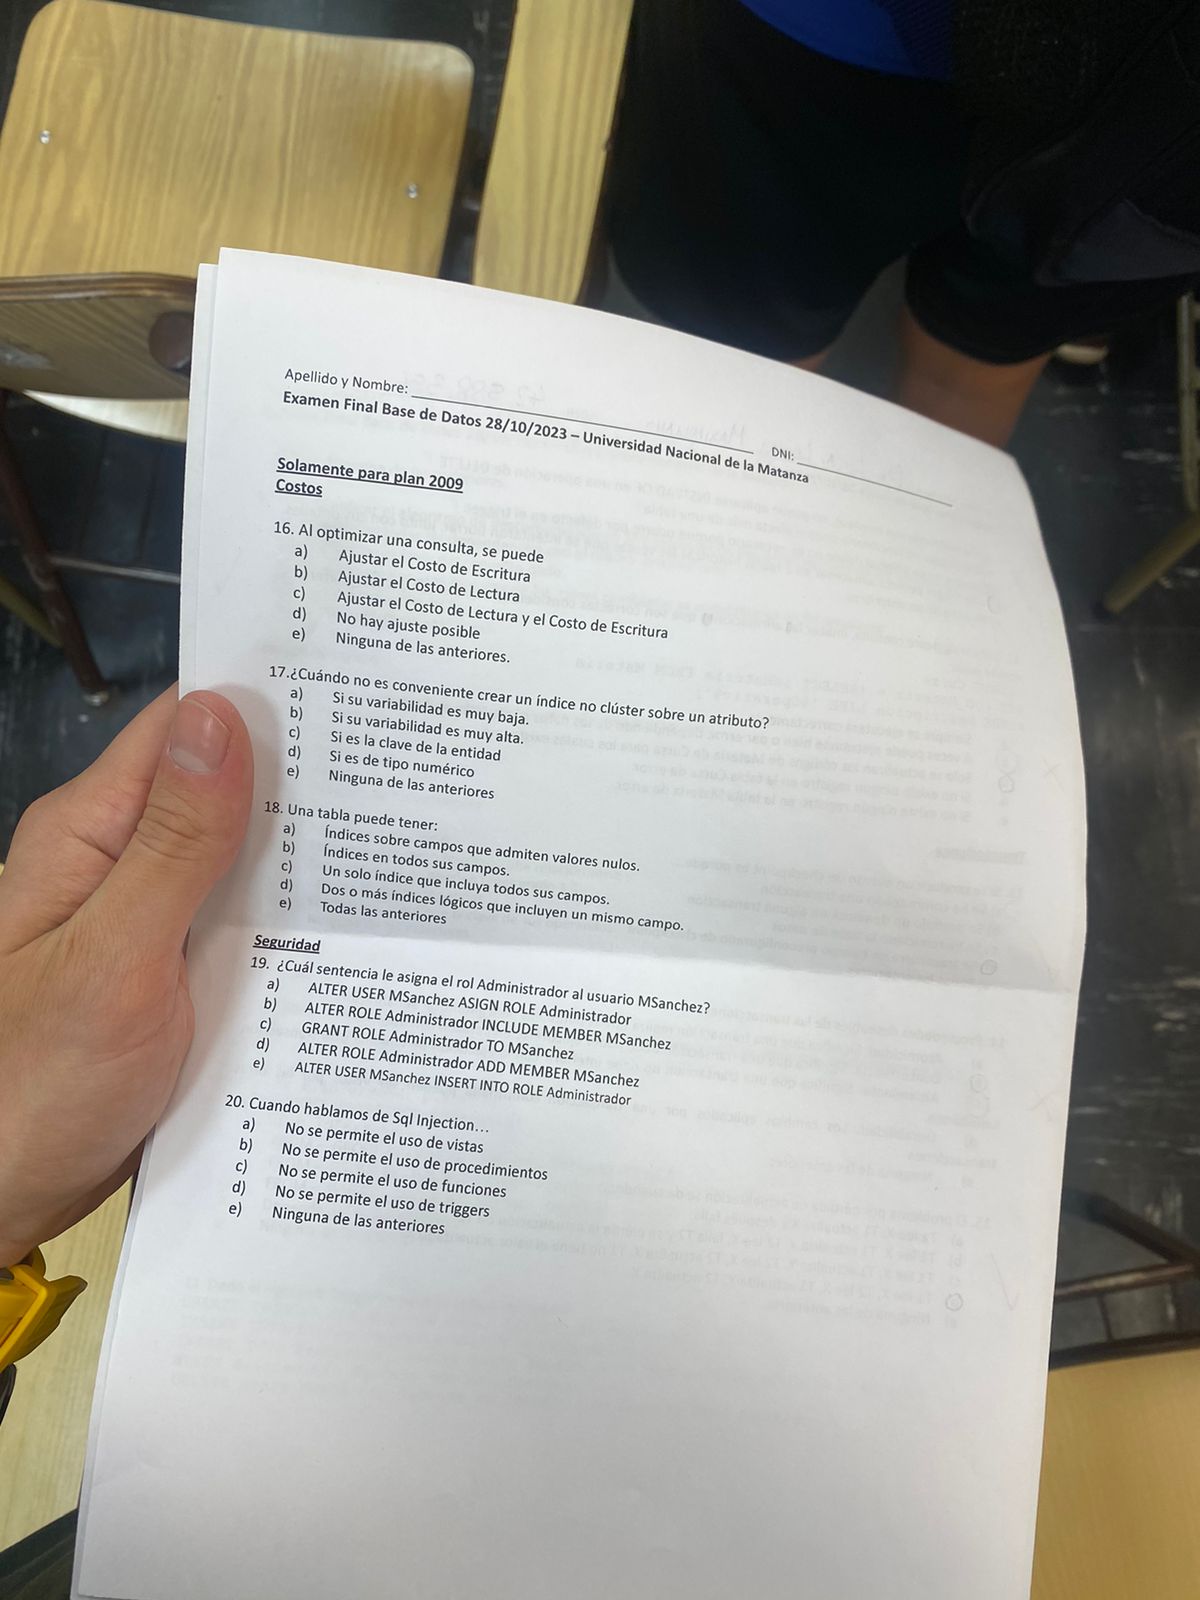 Apellido y Nombre: DNI:
Examen Final Base de Datos 28/10/2023 – Universidad Nacional de la Matanza
Solamente para plan 2009
Costos
16. Al optimizar una consulta, se puede
a) Ajustar el Costo de Escritura
b) Ajustar el Costo de Lectura
c) Ajustar el Costo de Lectura y el Costo de Escritura
d) No hay ajuste posible
e) Ninguna de las anteriores.
17.¿Cuándo no es conveniente crear un índice no clúster sobre un atributo?
a) Si su variabilidad es muy baja.
b) Si su variabilidad es muy alta.
c) Si es la clave de la entidad
d) Si es de tipo numérico
e) Ninguna de las anteriores
18. Una tabla puede tener:
a) Índices sobre campos que admiten valores nulos.
b) Índices en todos sus campos.
c) Un solo índice que incluya todos sus campos.
d) Dos o más índices lógicos que incluyen un mismo campo.
e) Todas las anteriores
Seguridad
19. ¿Cuál sentencia le asigna el rol Administrador al usuario MSanchez?
a) ALTER USER MSanchez ASIGN ROLE Administrador
b) ALTER ROLE Administrador INCLUDE MEMBER MSanchez
c) GRANT ROLE Administrador TO MSanchez
d) ALTER ROLE Administrador ADD MEMBER MSanchez
e) ALTER USER MSanchez INSERT INTO ROLE Administrador
20. Cuando hablamos de Sql Injection…
a) No se permite el uso de vistas
b) No se permite el uso de procedimientos
c) No se permite el uso de funciones
d) No se permite el uso de triggers
e) Ninguna de las anteriores